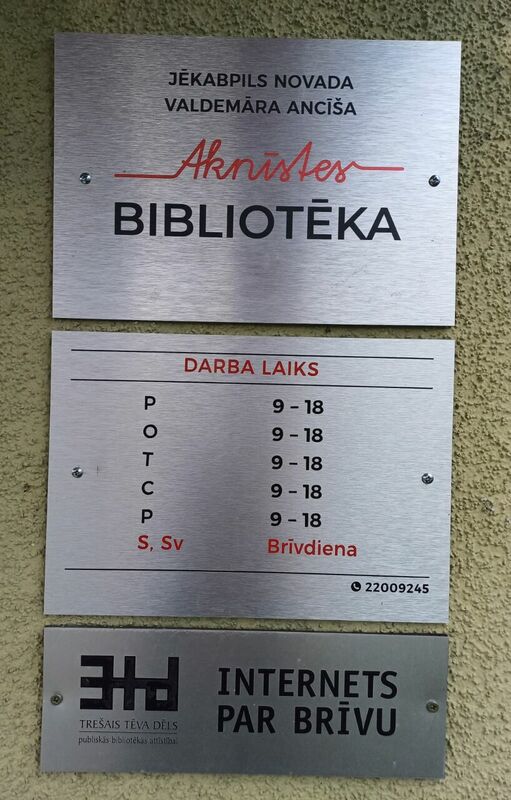 JĒKABPILS NOVADA
VALDEMĀRA ANCĪŠA
Aknīstes
BIBLIOTĒKA
DARBA LAIKS
P 9 – 18
O 9 – 18
T 9 – 18
C 9 – 18
P 9 – 18
S, Sv Brīvdiena
22009245
3td
TREŠAIS TĒVA DĒLS
publiskās bibliotēkas attīstībai
INTERNETS
PAR BRĪVU